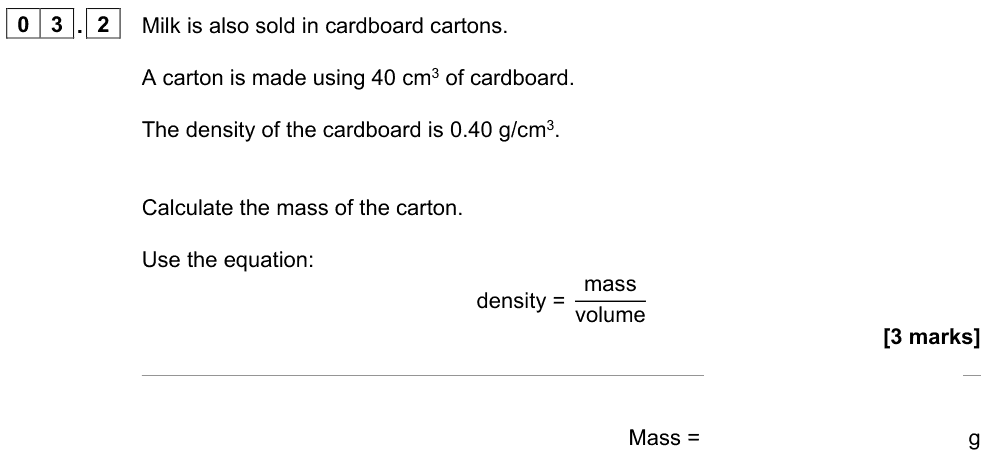 03.2 Milk is also sold in cardboard cartons.
A carton is made using 40 cm³ of cardboard.
The density of the cardboard is 0.40 g/cm³.
Calculate the mass of the carton.
Use the equation:
density = mass
volume
[3 marks]
Mass = g